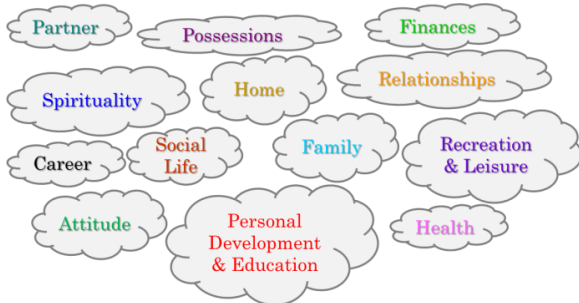 Partner
Possessions
Finances
Spirituality
Home
Relationships
Career
Social
Life
Family
Recreation
& Leisure
Attitude
Personal
Development
& Education
Health